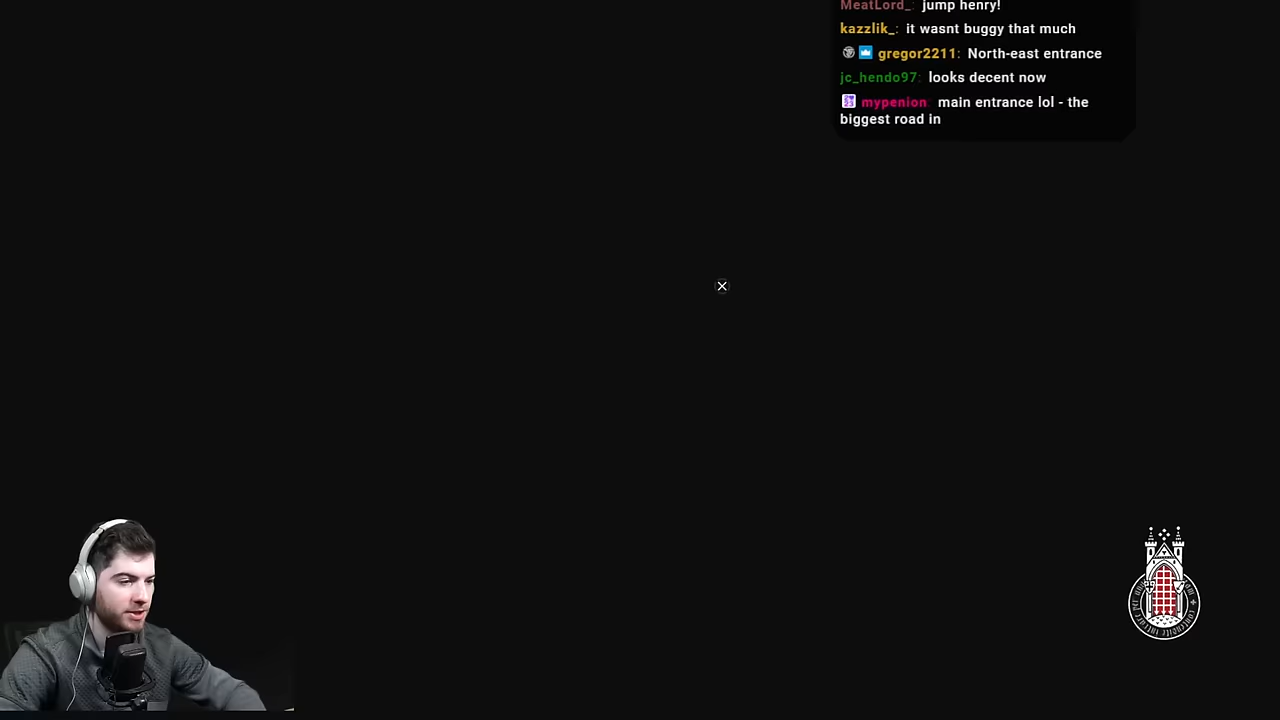 MeatLord_: jump henry!
kazzlik_: it wasnt buggy that much
gregor2211: North-east entrance
jc_hendo97: looks decent now
mypenion: main entrance lol - the
biggest road in